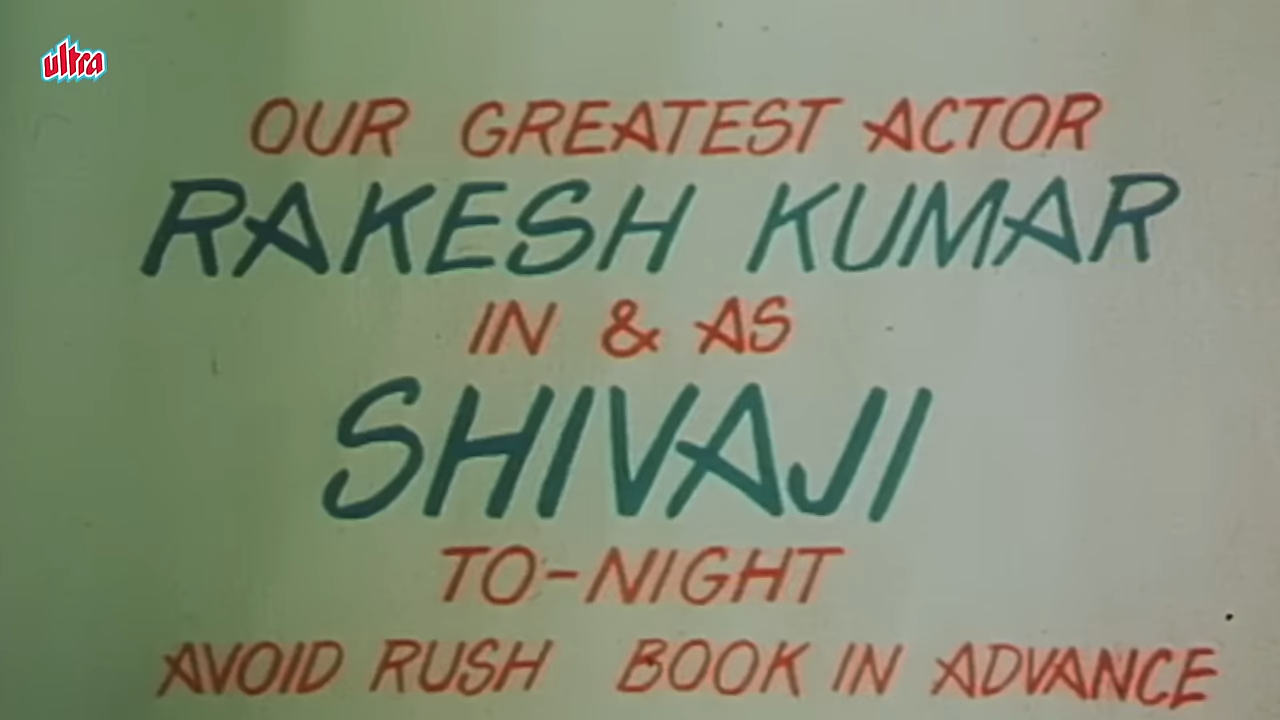 ultra
OUR GREATEST ACTOR
RAKESH KUMAR
IN & AS
SHIVAJI
TO-NIGHT
AVOID RUSH BOOK IN ADVANCE